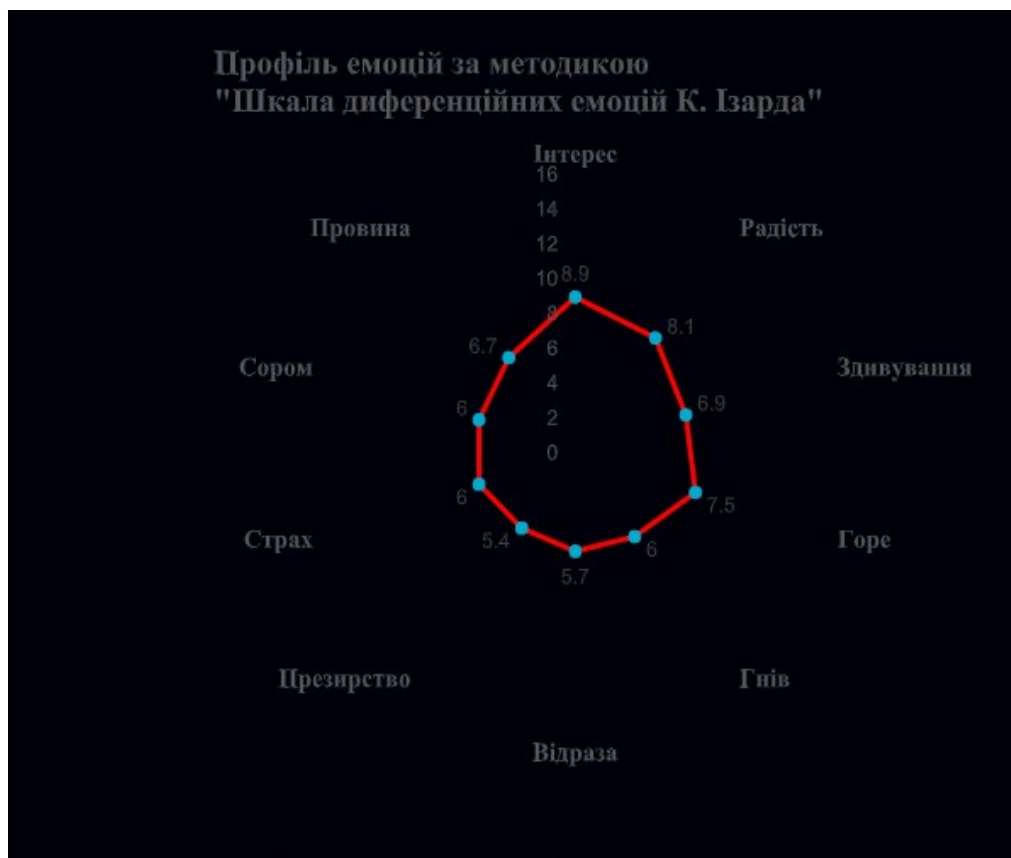 Профіль емоцій за методикою
"Шкала диференційних емоцій К. Ізарда"
Інтерес
16
Провина
Радість
14
12
10
8.9
8
8.1
6.7
6
Сором
Здивування
4
6
6.9
2
0
6
7.5
Страх
5.4
6
Горе
5.7
Презирство
Гнів
Відраза